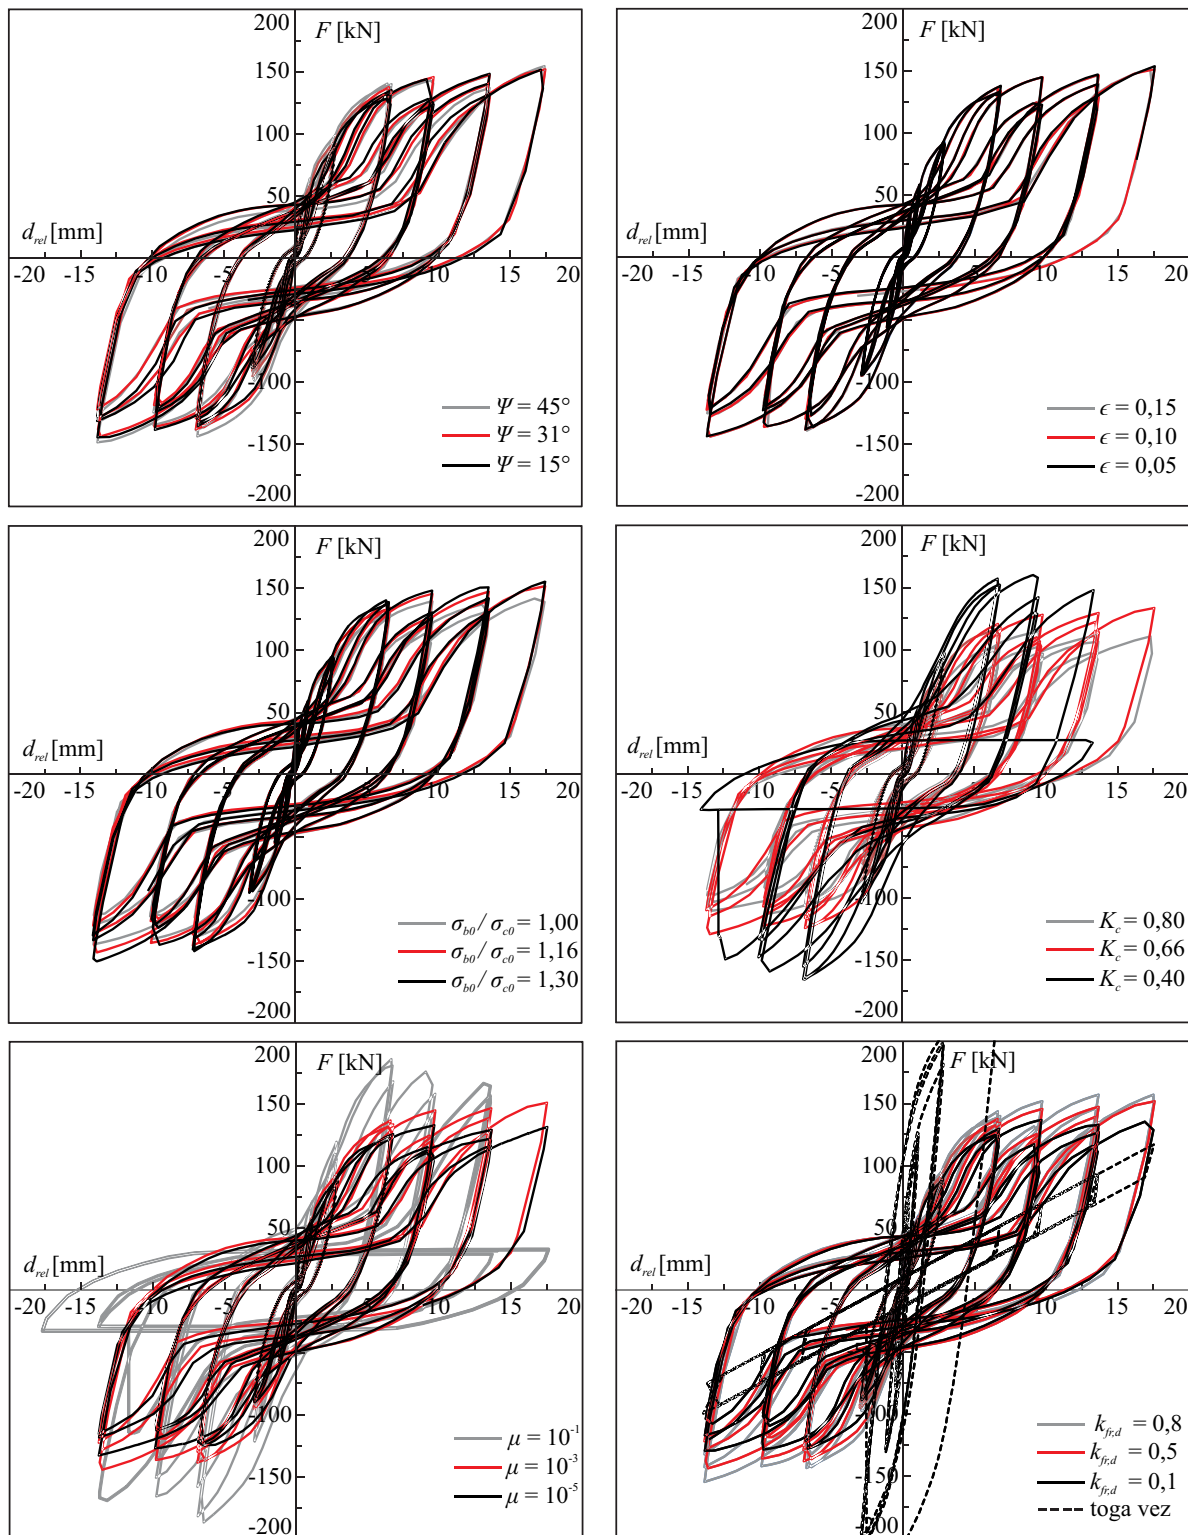 200
F [kN]
150
100
50
d_rel [mm]
-20 -15 -10 -5 5 10 15 20
-100
Ψ = 45°
Ψ = 31°
-150
Ψ = 15°
-200
200
F [kN]
150
100
50
d_rel [mm]
-20 -15 -10 -5 5 10 15 20
-100
ϵ = 0,15
ϵ = 0,10
-150
ϵ = 0,05
-200
200
F [kN]
150
100
50
d_rel [mm]
-20 -15 -10 -5 5 10 15 20
-100
σ_b0 / σ_c0 = 1,00
σ_b0 / σ_c0 = 1,16
-150
σ_b0 / σ_c0 = 1,30
-200
200
F [kN]
150
100
50
d_rel [mm]
-20 -15 -10 -5 5 10 15 20
-100
K_c = 0,80
K_c = 0,66
-150
K_c = 0,40
-200
200
F [kN]
150
100
50
d_rel [mm]
-20 -15 -10 -5 5 10 15 20
-100
μ = 10⁻¹
-150
μ = 10⁻³
μ = 10⁻⁵
-200
200
F [kN]
150
100
50
d_rel [mm]
-20 -15 -10 -5 5 10 15 20
-100
k_fr,d = 0,8
k_fr,d = 0,5
-150
k_fr,d = 0,1
toga vez
-200